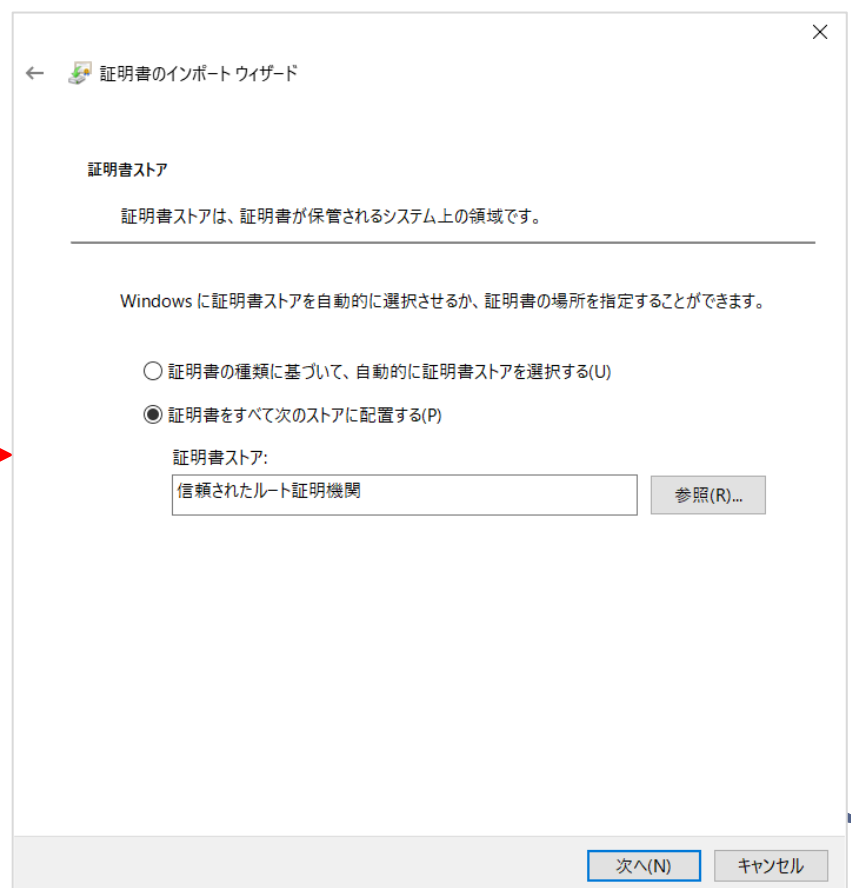 証明書のインポート ウィザード
証明書ストア
証明書ストアは、証明書が保管されるシステム上の領域です。
Windows に証明書ストアを自動的に選択させるか、証明書の場所を指定することができます。
証明書の種類に基づいて、自動的に証明書ストアを選択する(U)
証明書をすべて次のストアに配置する(P)
証明書ストア:
信頼されたルート証明機関
参照(R)...
次へ(N)
キャンセル